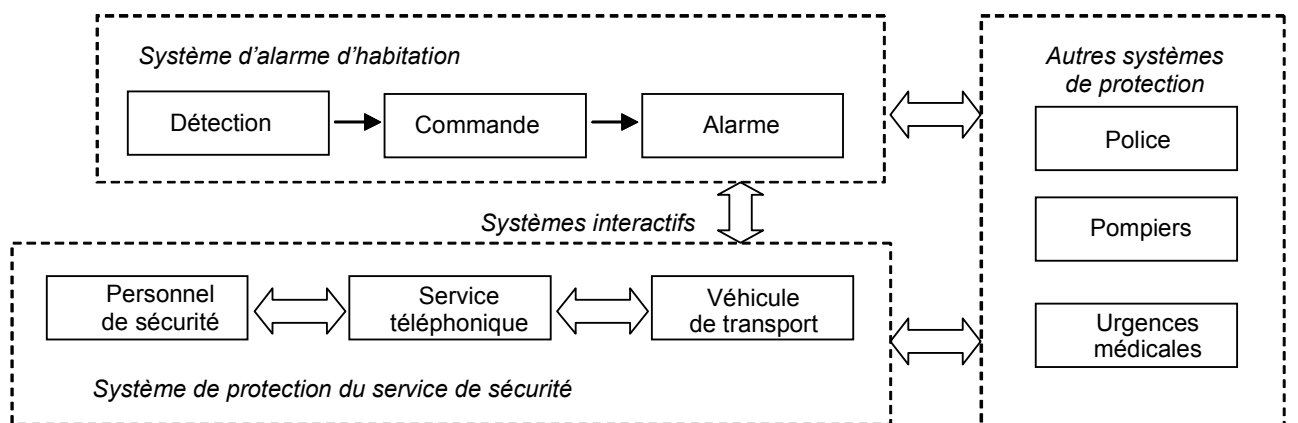 Système d'alarme d'habitation
Détection
Commande
Alarme
Autres systèmes
de protection
Police
Pompiers
Urgences
médicales
Systèmes interactifs
Personnel
de sécurité
Service
téléphonique
Véhicule
de transport
Système de protection du service de sécurité